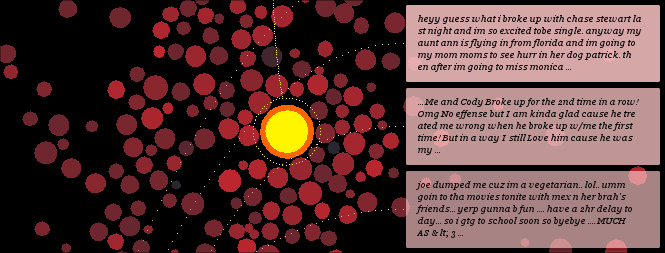 heyy guess what i broke up with chase stewart la
st night and im so excited tobe single. anyway my
aunt ann is flying in from florida and im going to
my mom moms to see hurr in her dog patrick. th
en after im going to miss monica ...
...Me and Cody Broke up for the 2nd time in a row!
Omg No offense but I am kinda glad cause he tre
ated me wrong when he broke up w/me the first
time! But in a way I still Love him cause he was
my ...
joe dumped me cuz im a vegetarian.. lol.. umm
goin to tha movies tonite with mex n her brah's
friends... yerp gunna b fun .... have a 2hr delay to
day... so i gtg to school soon so byebye ....MUCH
AS & lt; 3 ...